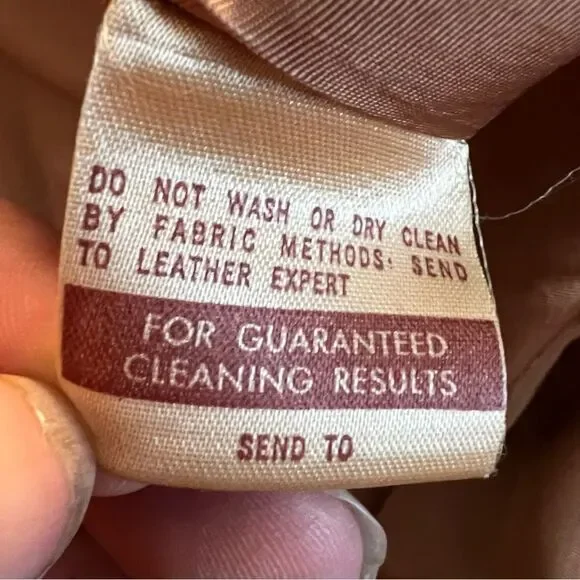 DO NOT WASH OR DRY CLEAN
BY FABRIC METHODS. SEND
TO LEATHER EXPERT
FOR GUARANTEED
CLEANING RESULTS
SEND TO